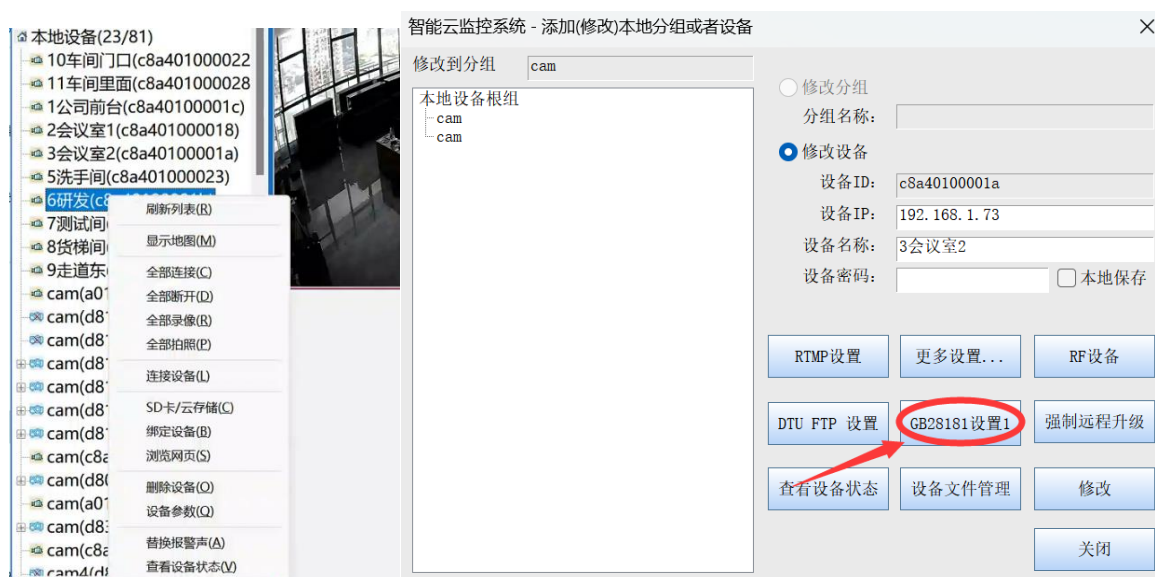 本地设备(23/81)
10车间门口(c8a401000022
11车间里面(c8a401000028
1公司前台(c8a40100001c)
2会议室1(c8a401000018)
3会议室2(c8a40100001a)
5洗手间(c8a401000023)
6研发(c8
7测试间
8货梯间
9走道东
cam(a01
cam(d81
cam(d81
cam(d81
cam(d81
cam(d81
cam(d81
cam(c8a
cam(d80
cam(a01
cam(d83
cam(c8a
cam4(d8
刷新列表(R)
显示地图(M)
全部连接(C)
全部断开(D)
全部录像(R)
全部拍照(P)
连接设备(L)
SD卡/云存储(C)
绑定设备(B)
浏览网页(S)
删除设备(O)
设备参数(Q)
替换报警声(A)
查看设备状态(V)
智能云监控系统 - 添加(修改)本地分组或者设备
修改到分组 cam
本地设备根组
cam
cam
修改分组
分组名称:
修改设备
设备ID: c8a40100001a
设备IP: 192.168.1.73
设备名称: 3会议室2
设备密码: 本地保存
RTMP设置 更多设置... RF设备
DTU FTP 设置 GB28181设置1 强制远程升级
查看设备状态 设备文件管理 修改
关闭